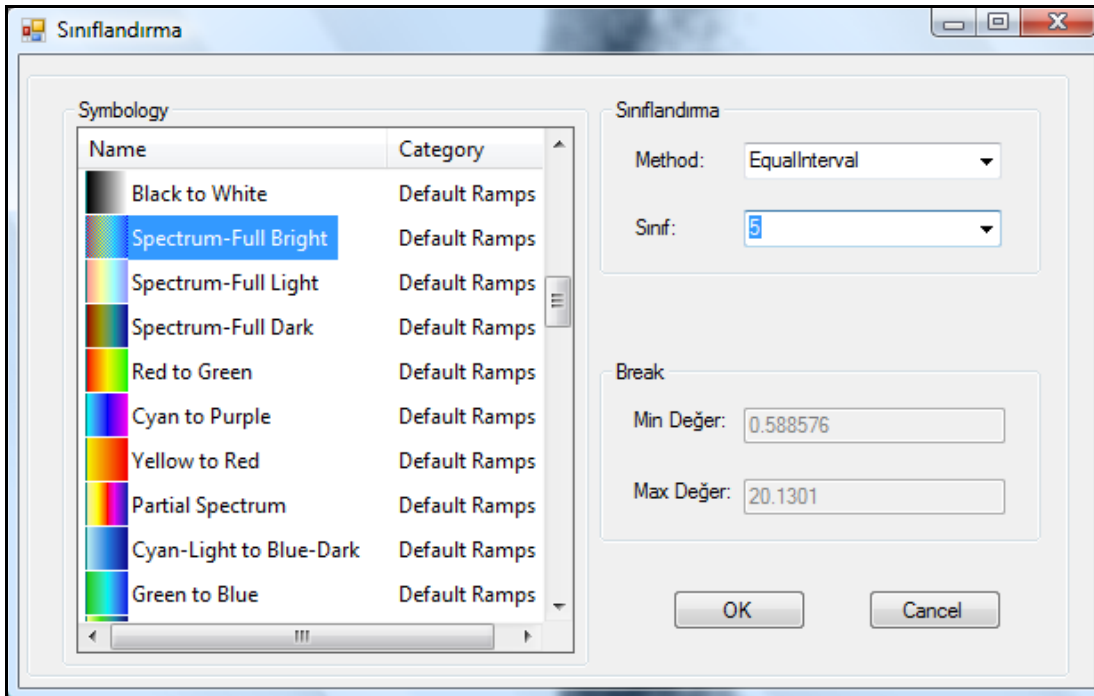 Sınıflandırma
Symbology
Name Category
Black to White Default Ramps
Spectrum-Full Bright Default Ramps
Spectrum-Full Light Default Ramps
Spectrum-Full Dark Default Ramps
Red to Green Default Ramps
Cyan to Purple Default Ramps
Yellow to Red Default Ramps
Partial Spectrum Default Ramps
Cyan-Light to Blue-Dark Default Ramps
Green to Blue Default Ramps
Sınıflandırma
Method: EqualInterval
Sınıf: 5
Break
Min Değer: 0.588576
Max Değer: 20.1301
OK Cancel